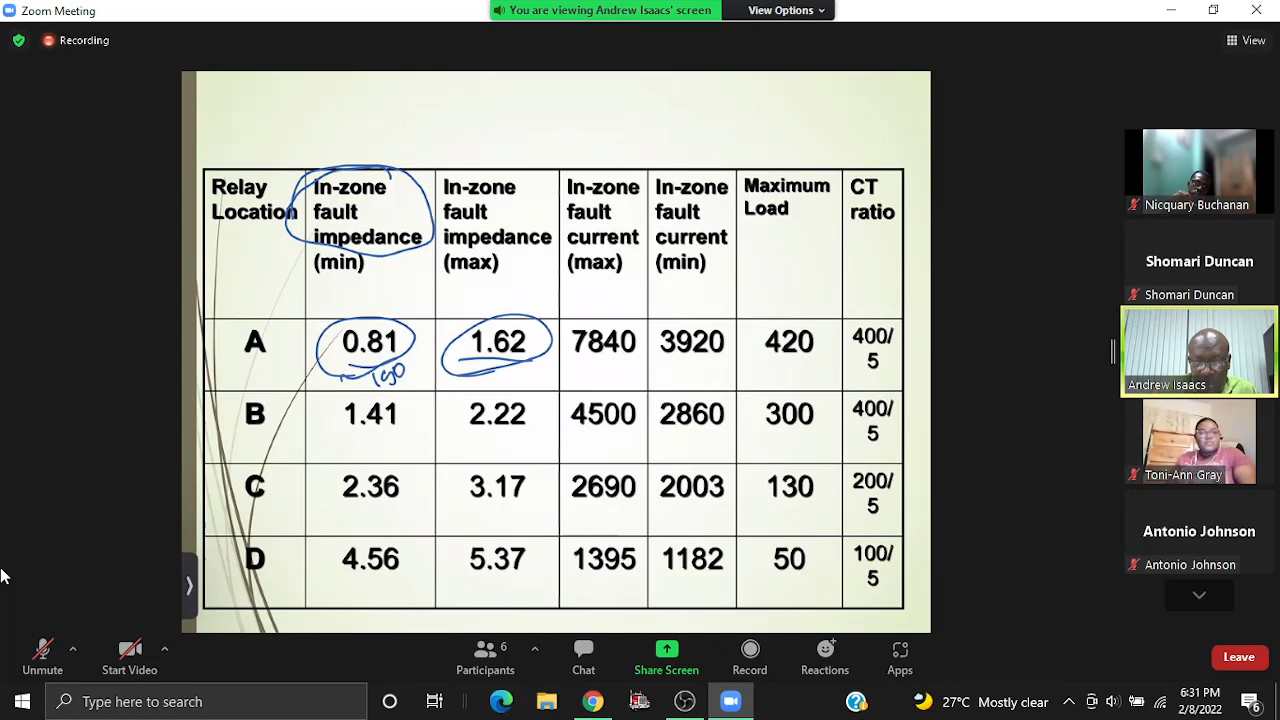 Zoom Meeting
You are viewing Andrew Isaacs' screen
View Options
Recording
View
Relay Location
In-zone fault impedance (min)
In-zone fault impedance (max)
In-zone fault current (max)
In-zone fault current (min)
Maximum Load
CT ratio
A 0.81 1.62 7840 3920 420 400/5
B 1.41 2.22 4500 2860 300 400/5
C 2.36 3.17 2690 2003 130 200/5
D 4.56 5.37 1395 1182 50 100/5
Nicquary Buchanan
Shomari Duncan
Shomari Duncan
Andrew Isaacs
Toni-Ann Gray
Antonio Johnson
Antonio Johnson
Unmute
Start Video
6
Participants
Chat
Share Screen
Record
Reactions
Apps
Leave
Type here to search
27°C Mostly clear
6:31 PM
2/8/2022
6